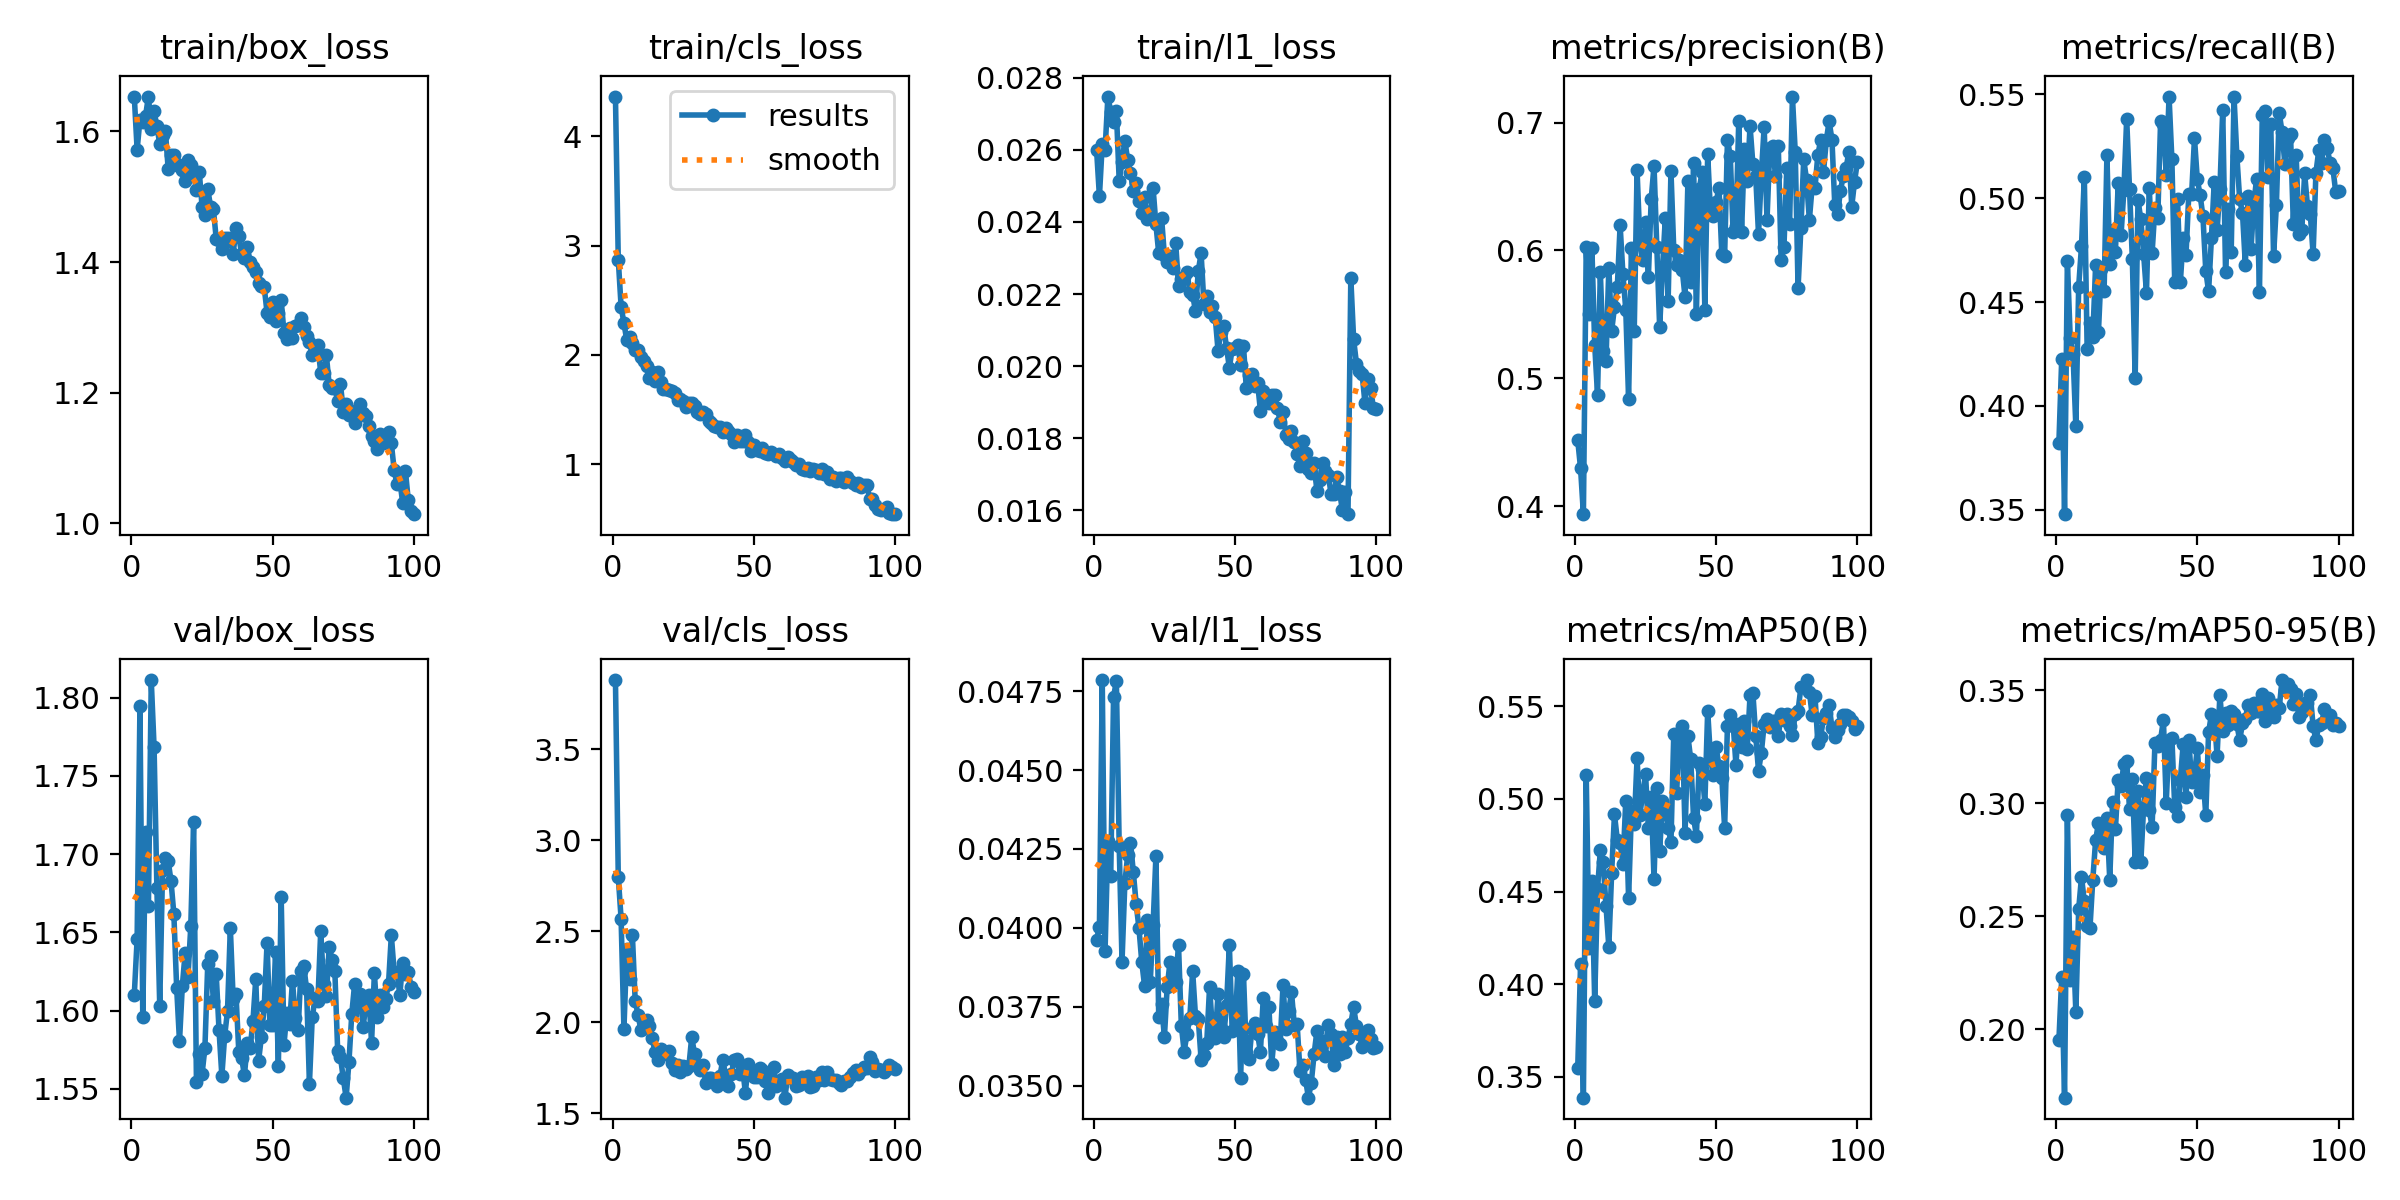 train/box_loss
1.6
1.4
1.2
1.0
0 50 100
train/cls_loss
results
smooth
4
3
2
1
0 50 100
train/l1_loss
0.028
0.026
0.024
0.022
0.020
0.018
0.016
0 50 100
metrics/precision(B)
0.7
0.6
0.5
0.4
0 50 100
metrics/recall(B)
0.55
0.50
0.45
0.40
0.35
0 50 100
val/box_loss
1.80
1.75
1.70
1.65
1.60
1.55
0 50 100
val/cls_loss
3.5
3.0
2.5
2.0
1.5
0 50 100
val/l1_loss
0.0475
0.0450
0.0425
0.0400
0.0375
0.0350
0 50 100
metrics/mAP50(B)
0.55
0.50
0.45
0.40
0.35
0 50 100
metrics/mAP50-95(B)
0.35
0.30
0.25
0.20
0 50 100